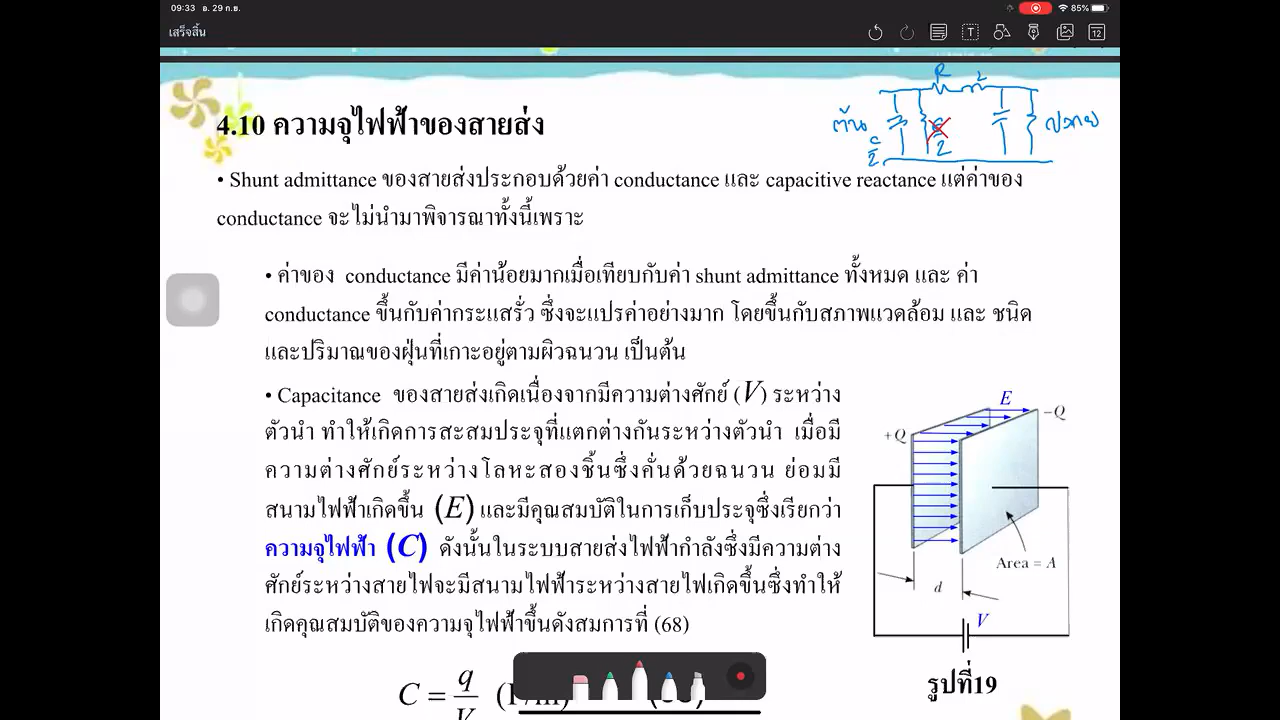 09:33 อ. 29 ก.ย.
85%
เสร็จสิ้น
T
12
4.10 ความจุไฟฟ้าของสายส่ง
R
L
ต้น
ปลาย
C/2
G/2
• Shunt admittance ของสายส่งประกอบด้วยค่า conductance และ capacitive reactance แต่ค่าของ
conductance จะไม่นำมาพิจารณาทั้งนี้เพราะ
• ค่าของ conductance มีค่าน้อยมากเมื่อเทียบกับค่า shunt admittance ทั้งหมด และ ค่า
conductance ขึ้นกับค่ากระแสรั่ว ซึ่งจะแปรค่าอย่างมาก โดยขึ้นกับสภาพแวดล้อม และ ชนิด
และปริมาณของฝุ่นที่เกาะอยู่ตามผิวฉนวน เป็นต้น
• Capacitance ของสายส่งเกิดเนื่องจากมีความต่างศักย์ (V) ระหว่าง
ตัวนำ ทำให้เกิดการสะสมประจุที่แตกต่างกันระหว่างตัวนำ เมื่อมี
ความต่างศักย์ระหว่างโลหะสองชิ้นซึ่งคั่นด้วยฉนวน ย่อมมี
สนามไฟฟ้าเกิดขึ้น (E) และมีคุณสมบัติในการเก็บประจุซึ่งเรียกว่า
ความจุไฟฟ้า (C) ดังนั้นในระบบสายส่งไฟฟ้ากำลังซึ่งมีความต่าง
ศักย์ระหว่างสายไฟจะมีสนามไฟฟ้าระหว่างสายไฟเกิดขึ้นซึ่งทำให้
เกิดคุณสมบัติของความจุไฟฟ้าขึ้นดังสมการที่ (68)
E
−Q
+Q
Area = A
d
V
รูปที่19
C = q/V